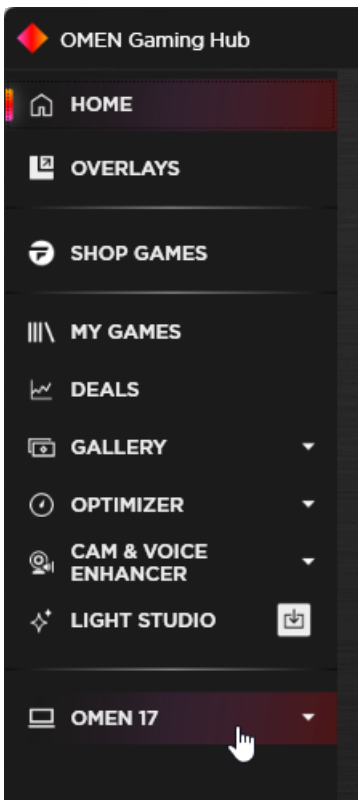 OMEN Gaming Hub
HOME
OVERLAYS
SHOP GAMES
MY GAMES
DEALS
GALLERY
OPTIMIZER
CAM & VOICE
ENHANCER
LIGHT STUDIO
OMEN 17